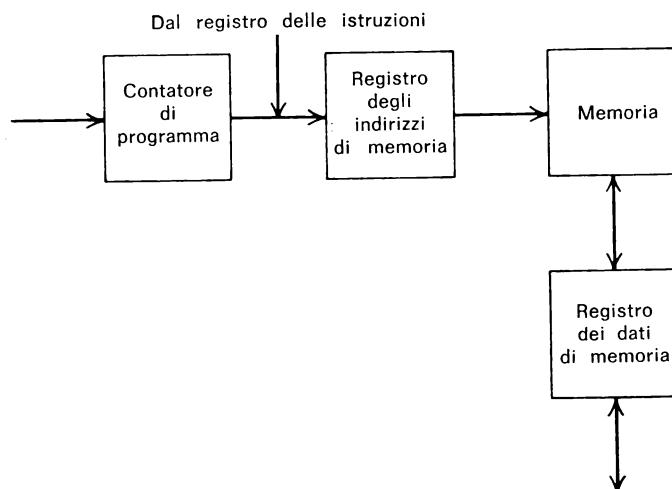 Dal registro delle istruzioni
Contatore
di
programma
Registro
degli
indirizzi
di memoria
Memoria
Registro
dei dati
di memoria